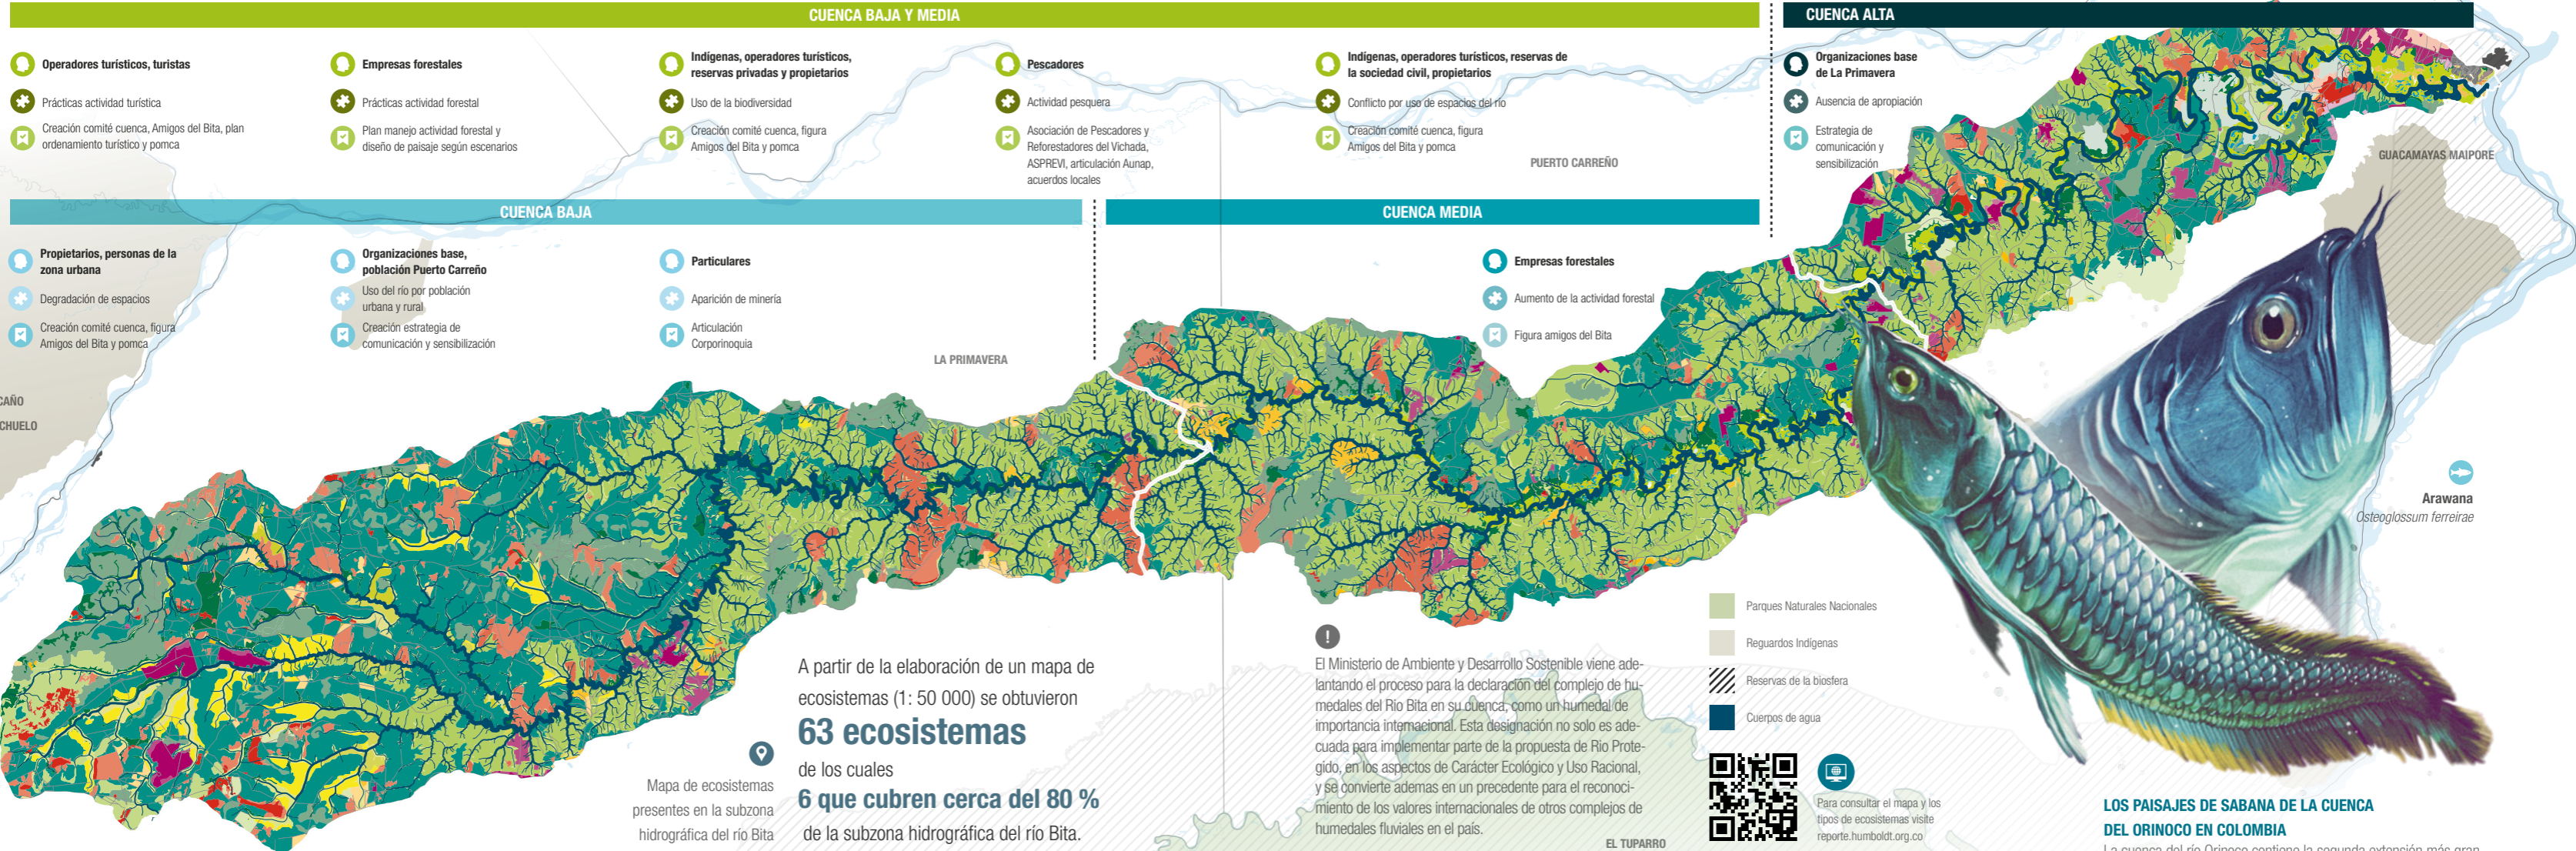 CUENCA BAJA Y MEDIA
Operadores turísticos, turistas
Prácticas actividad turística
Creación comité cuenca, Amigos del Bita, plan
ordenamiento turístico y pomca
Empresas forestales
Prácticas actividad forestal
Plan manejo actividad forestal y
diseño de paisaje según escenarios
Indígenas, operadores turísticos,
reservas privadas y propietarios
Uso de la biodiversidad
Creación comité cuenca, figura
Amigos del Bita y pomca
Pescadores
Actividad pesquera
Asociación de Pescadores y
Reforestadores del Vichada,
ASPREVI, articulación Aunap,
acuerdos locales
Indígenas, operadores turísticos, reservas de
la sociedad civil, propietarios
Conflicto por uso de espacios del río
Creación comité cuenca, figura
Amigos del Bita y pomca
PUERTO CARREÑO
CUENCA ALTA
Organizaciones base
de La Primavera
Ausencia de apropiación
Estrategia de
comunicación y
sensibilización
GUACAMAYAS MAIPORE
CUENCA BAJA
Propietarios, personas de la
zona urbana
Degradación de espacios
Creación comité cuenca, figura
Amigos del Bita y pomca
Organizaciones base,
población Puerto Carreño
Uso del río por población
urbana y rural
Creación estrategia de
comunicación y sensibilización
Particulares
Aparición de minería
Articulación
Corporinoquia
LA PRIMAVERA
CUENCA MEDIA
Empresas forestales
Aumento de la actividad forestal
Figura amigos del Bita
CAÑO
CHUELO
Arawana
Osteoglossum ferreirae
Mapa de ecosistemas
presentes en la subzona
hidrográfica del río Bita
A partir de la elaboración de un mapa de
ecosistemas (1: 50 000) se obtuvieron
63 ecosistemas
de los cuales
6 que cubren cerca del 80 %
de la subzona hidrográfica del río Bita.
!
El Ministerio de Ambiente y Desarrollo Sostenible viene ade-
lantando el proceso para la declaración del complejo de hu-
medales del Río Bita en su cuenca, como un humedal de
importancia internacional. Esta designación no solo es ade-
cuada para implementar parte de la propuesta de Rio Prote-
gido, en los aspectos de Carácter Ecológico y Uso Racional,
y se convierte ademas en un precedente para el reconoci-
miento de los valores internacionales de otros complejos de
humedales fluviales en el país.
EL TUPARRO
Parques Naturales Nacionales
Reguardos Indígenas
Reservas de la biosfera
Cuerpos de agua
Para consultar el mapa y los
tipos de ecosistemas visite
reporte.humboldt.org.co
LOS PAISAJES DE SABANA DE LA CUENCA
DEL ORINOCO EN COLOMBIA
La cuenca del río Orinoco contiene la segunda extensión más gran-